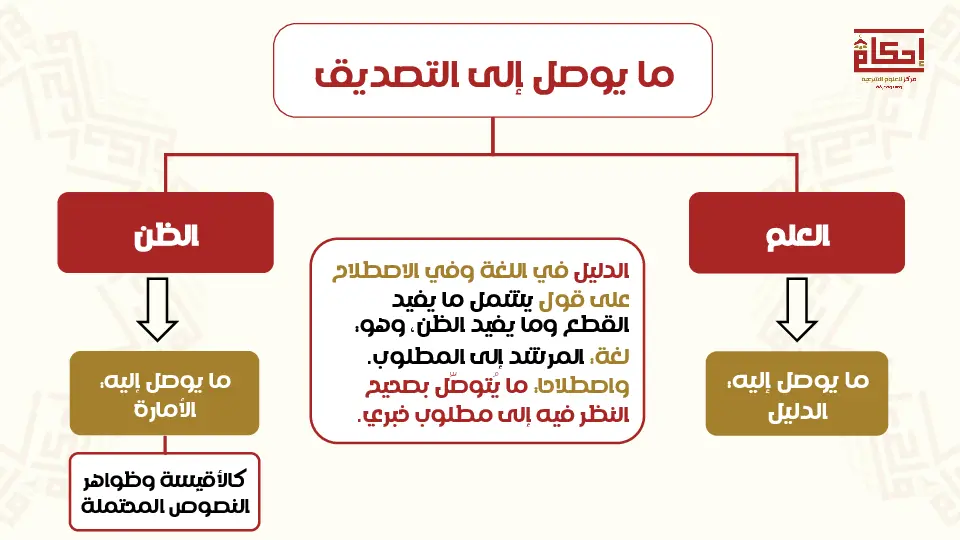 إحكام
مركز للعلوم الشرعية
ما يوصل إلى التصديق
العلم
الظن
ما يوصل إليه:
الدليل
الدليل في اللغة وفي الاصطلاح
على قول يشمل ما يفيد
القطع وما يفيد الظن، وهو:
لغة: المرشد إلى المطلوب.
واصطلاحا: ما يُتوصّل بصحيح
النظر فيه إلى مطلوب خبري.
ما يوصل إليه:
الأمارة
كالأقيسة وظواهر
النصوص المحتملة